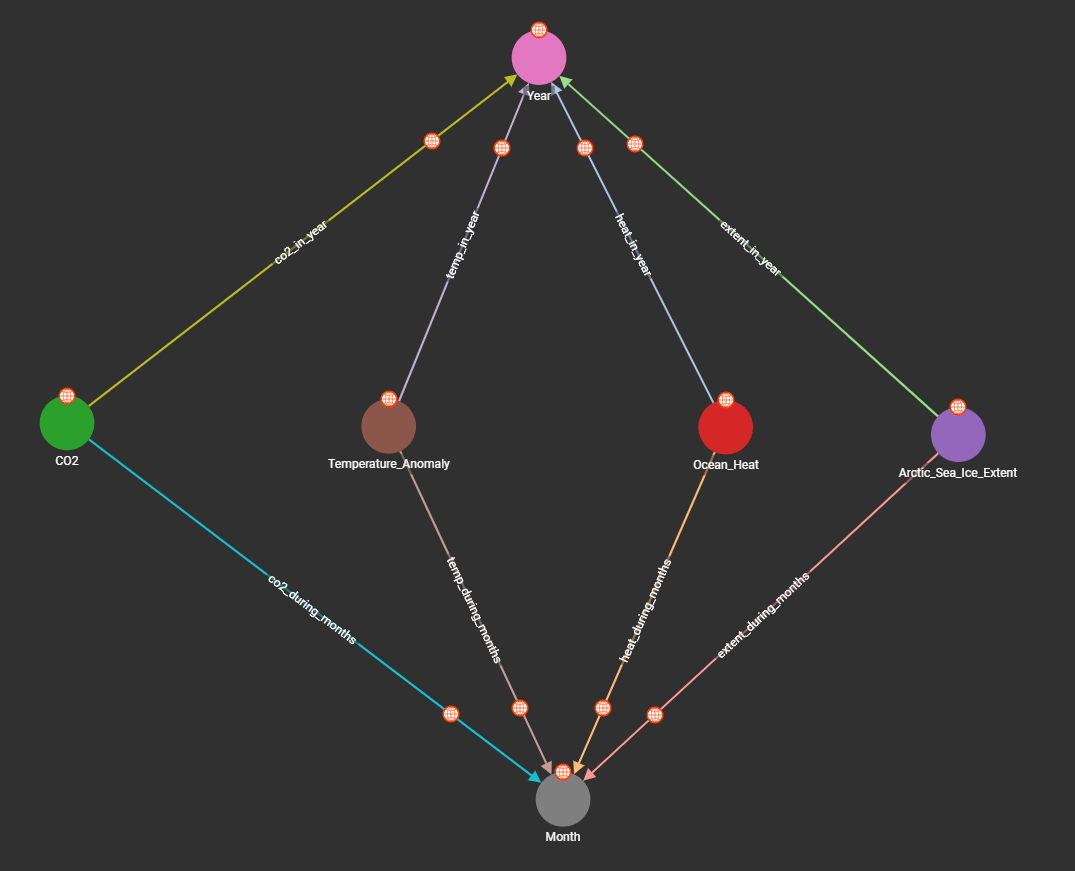 Year
co2_in_year
temp_in_year
heat_in_year
extent_in_year
CO2
Temperature_Anomaly
Ocean_Heat
Arctic_Sea_Ice_Extent
co2_during_months
temp_during_months
heat_during_months
extent_during_months
Month